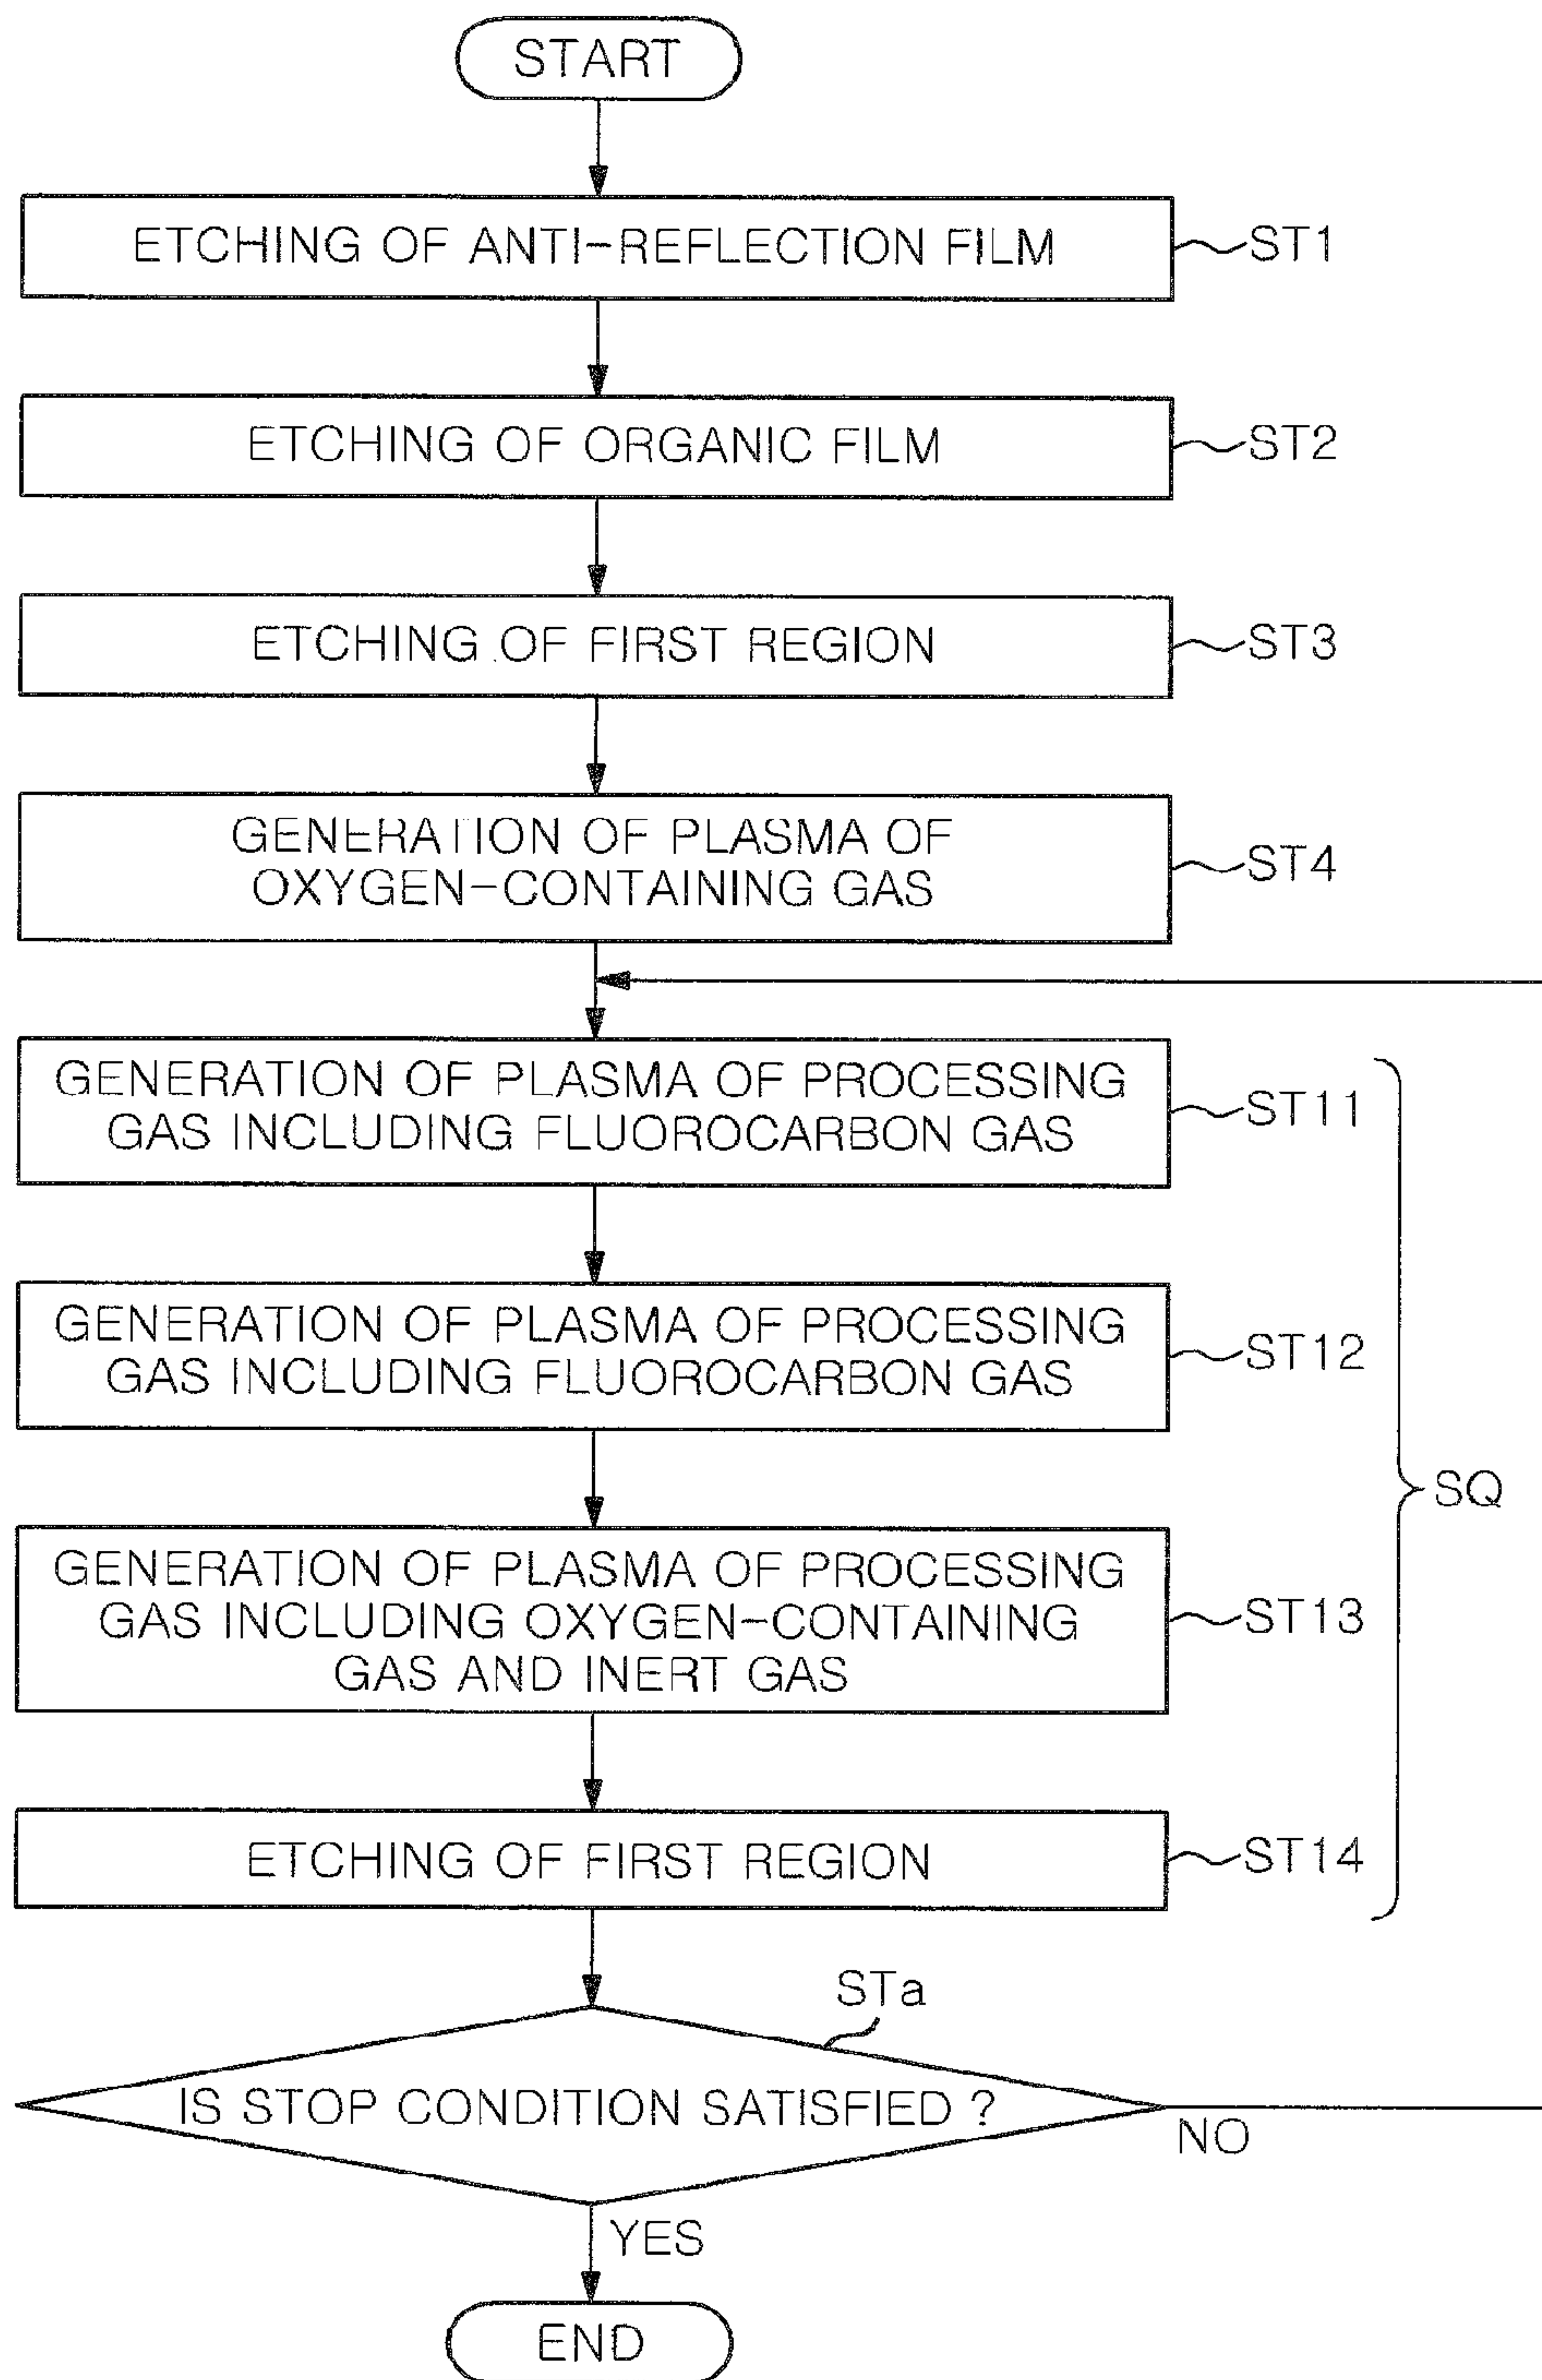 START
ETCHING OF ANTI-REFLECTION FILM
ST1
ETCHING OF ORGANIC FILM
ST2
ETCHING OF FIRST REGION
ST3
GENERATION OF PLASMA OF
OXYGEN-CONTAINING GAS
ST4
GENERATION OF PLASMA OF PROCESSING
GAS INCLUDING FLUOROCARBON GAS
ST11
GENERATION OF PLASMA OF PROCESSING
GAS INCLUDING FLUOROCARBON GAS
ST12
SQ
GENERATION OF PLASMA OF PROCESSING
GAS INCLUDING OXYGEN-CONTAINING
GAS AND INERT GAS
ST13
ETCHING OF FIRST REGION
ST14
STa
IS STOP CONDITION SATISFIED ?
NO
YES
END